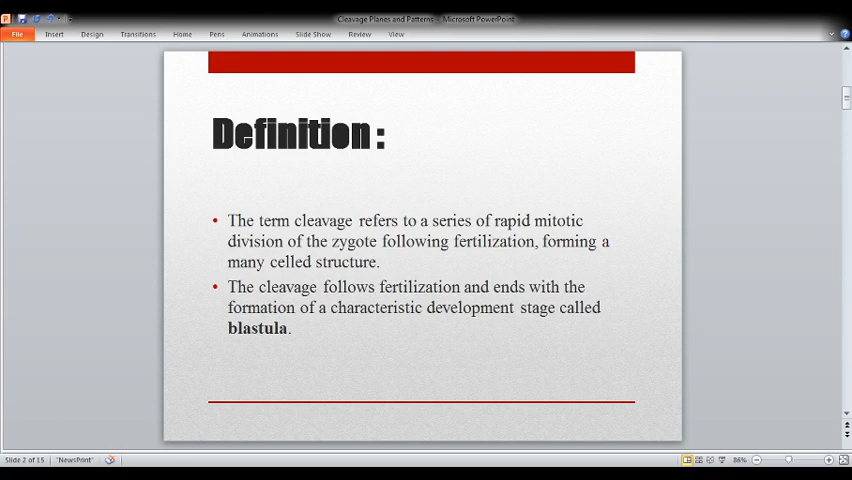 Cleavage Planes and Patterns - Microsoft PowerPoint
File Insert Design Transitions Home Pens Animations Slide Show Review View
Definition :
• The term cleavage refers to a series of rapid mitotic
division of the zygote following fertilization, forming a
many celled structure.
• The cleavage follows fertilization and ends with the
formation of a characteristic development stage called
blastula.
Slide 2 of 15 "NewsPrint" 86%